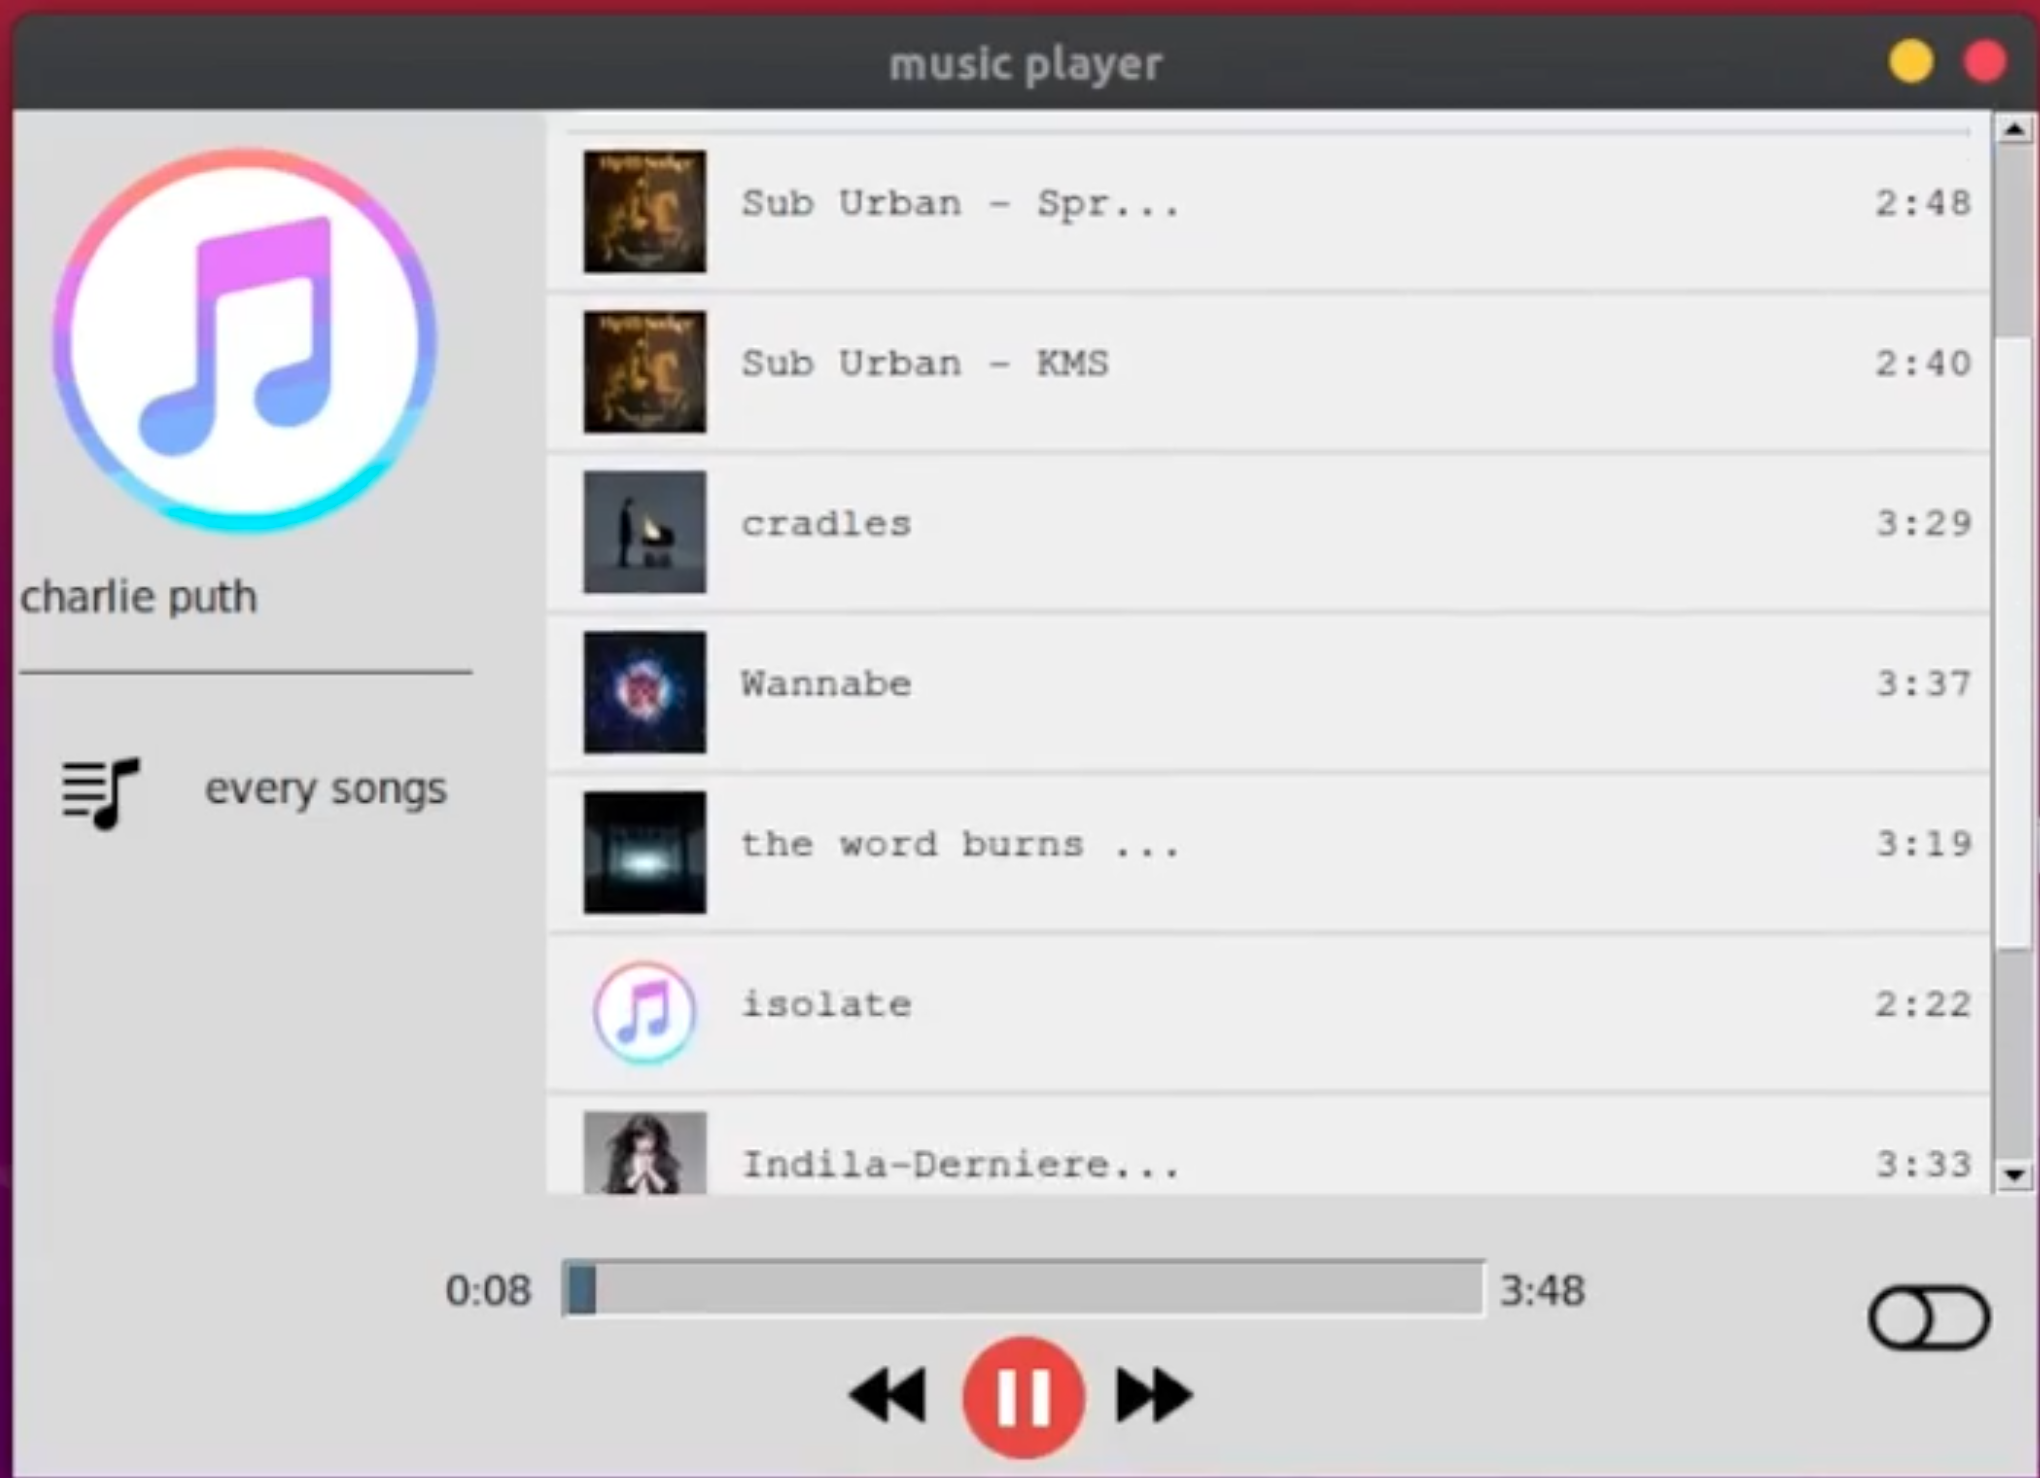 music player
Sub Urban - Spr...
2:48
Sub Urban - KMS
2:40
cradles
3:29
Wannabe
3:37
the word burns ...
3:19
isolate
2:22
Indila-Derniere...
3:33
charlie puth
every songs
0:08
3:48